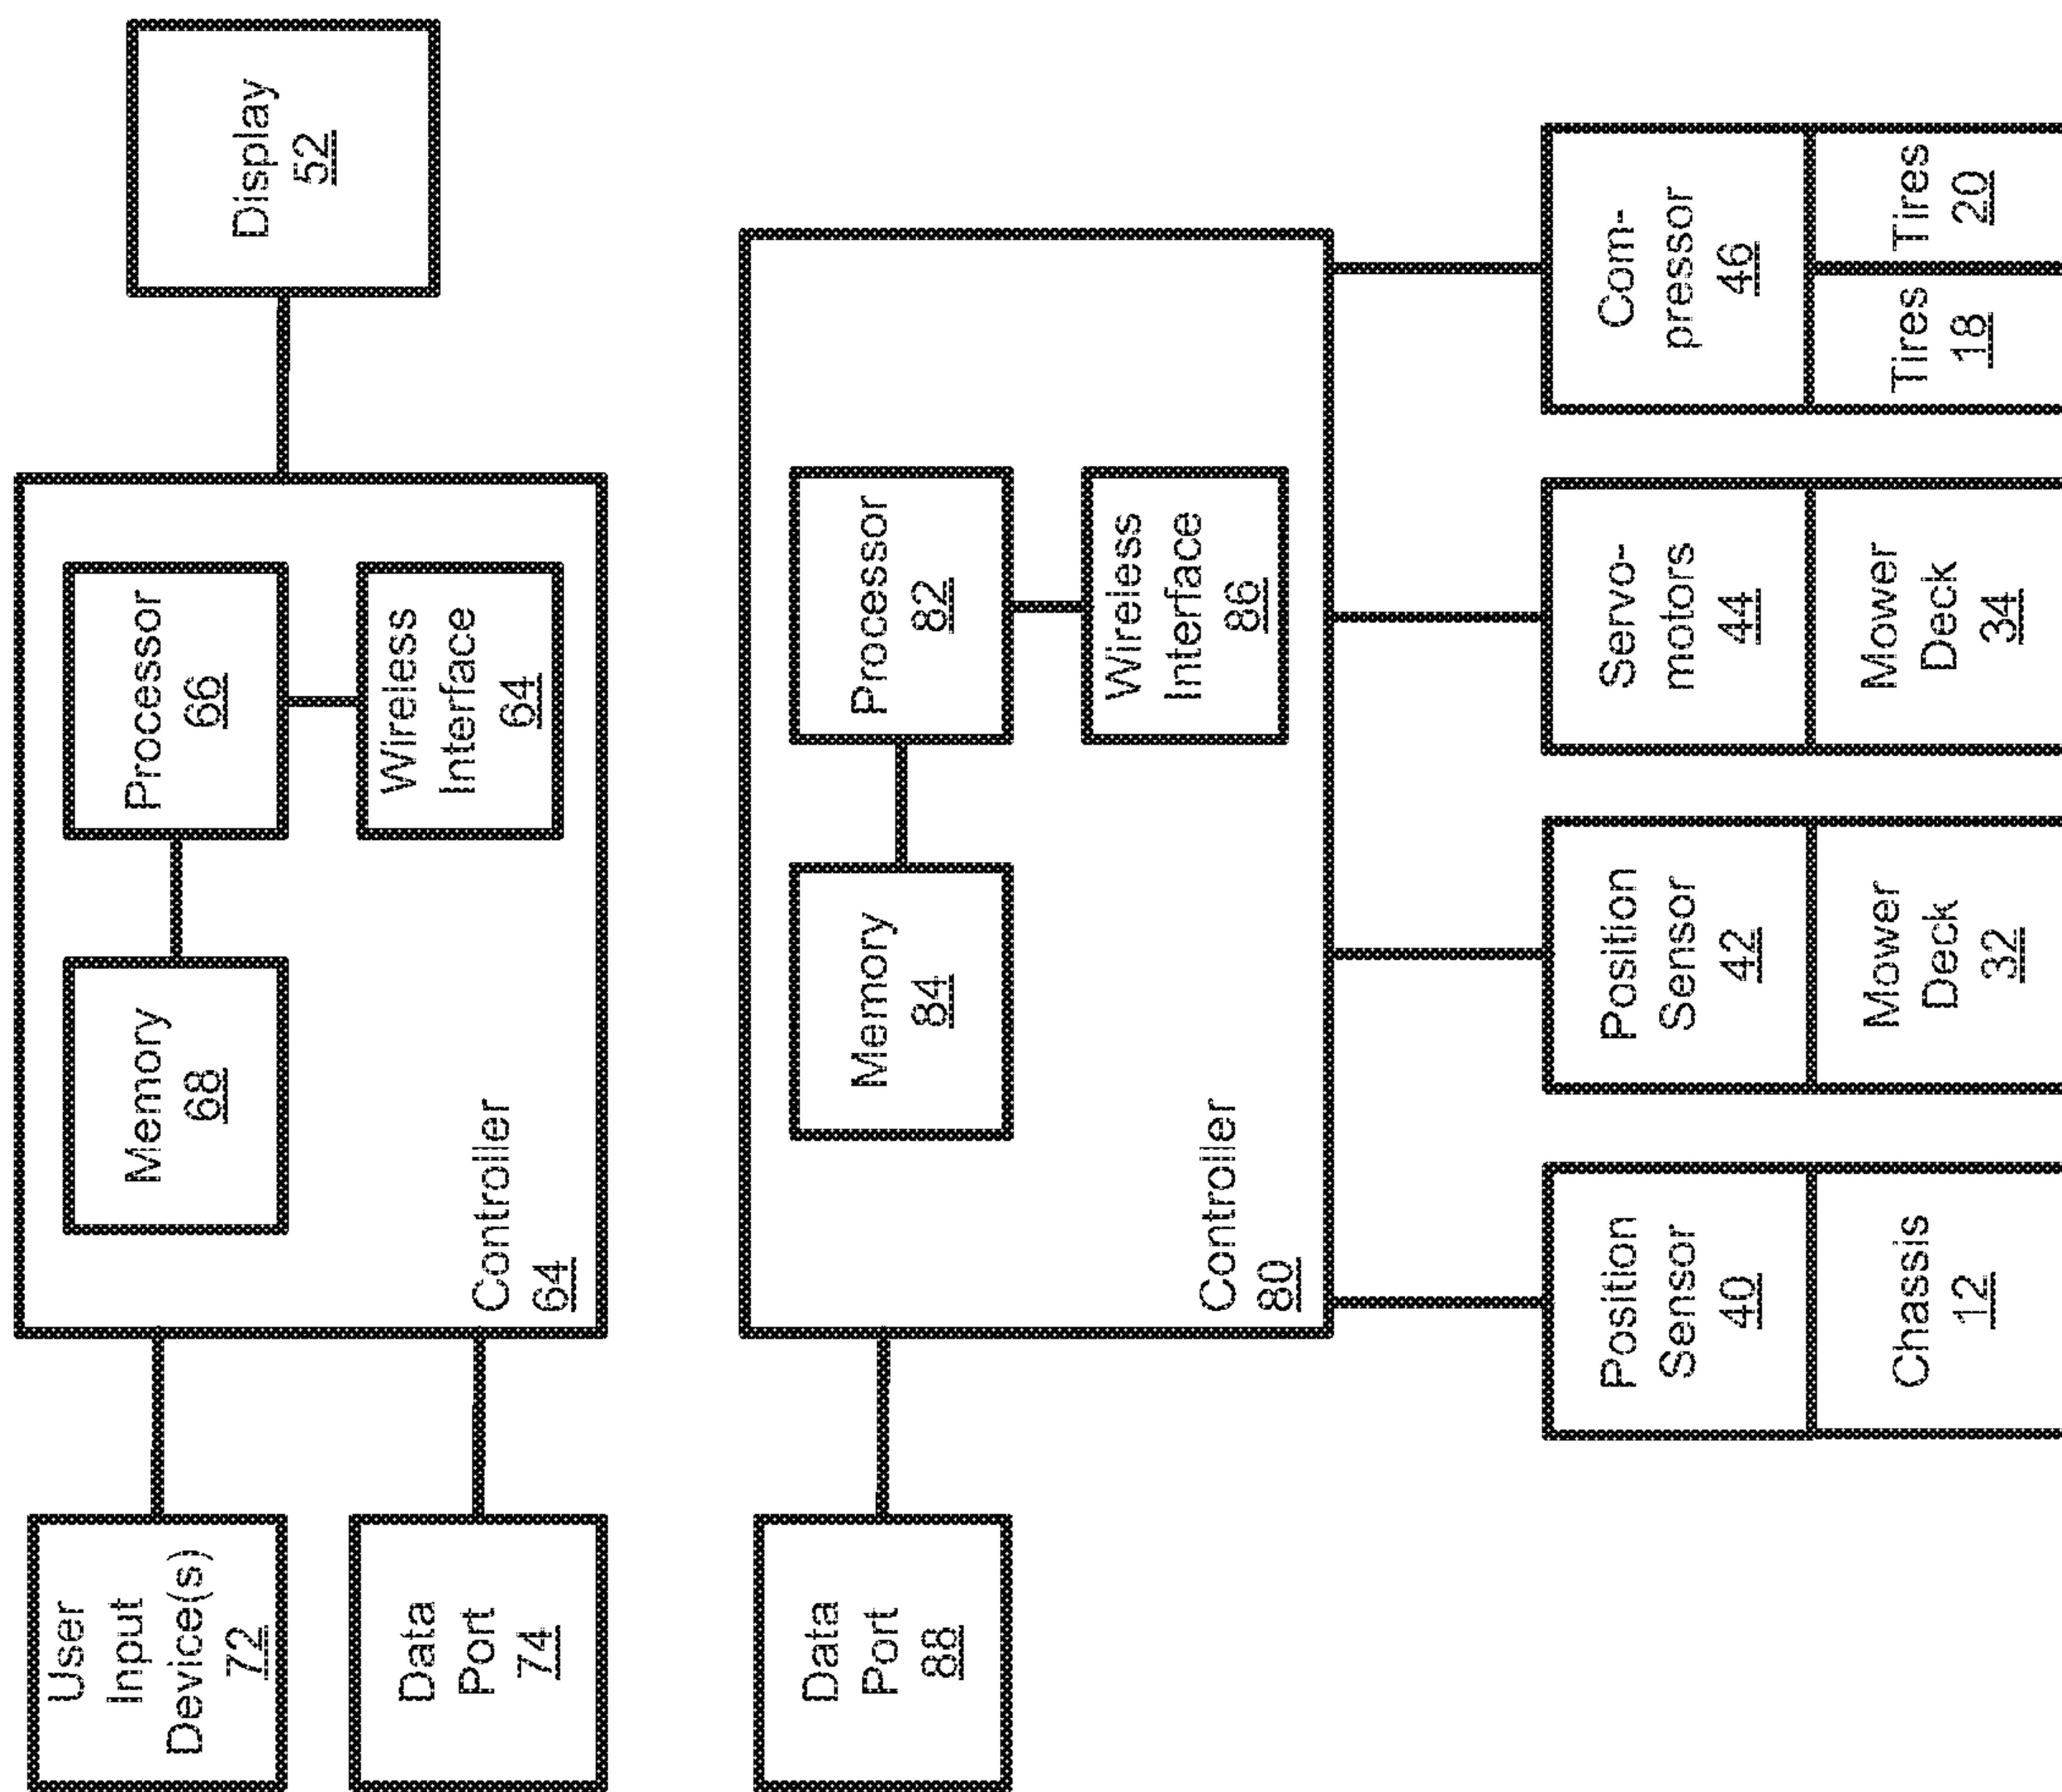 User
Input
Device(s)
72
Data
Port
74
Memory
68
Processor
66
Wireless
Interface
64
Controller
64
Display
52
Data
Port
88
Memory
84
Processor
82
Wireless
Interface
86
Controller
80
Position
Sensor
40
Chassis
12
Position
Sensor
42
Mower
Deck
32
Servo-
motors
44
Mower
Deck
34
Com-
pressor
46
Tires
18
Tires
20